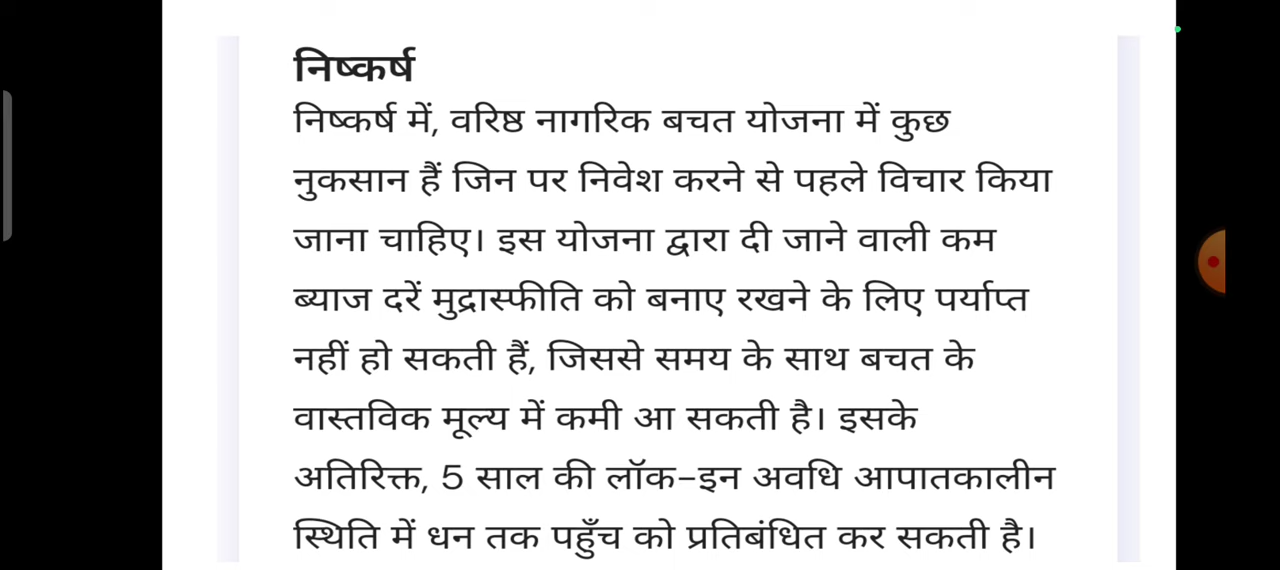 निष्कर्ष
निष्कर्ष में, वरिष्ठ नागरिक बचत योजना में कुछ
नुकसान हैं जिन पर निवेश करने से पहले विचार किया
जाना चाहिए। इस योजना द्वारा दी जाने वाली कम
ब्याज दरें मुद्रास्फीति को बनाए रखने के लिए पर्याप्त
नहीं हो सकती हैं, जिससे समय के साथ बचत के
वास्तविक मूल्य में कमी आ सकती है। इसके
अतिरिक्त, 5 साल की लॉक-इन अवधि आपातकालीन
स्थिति में धन तक पहुँच को प्रतिबंधित कर सकती है।